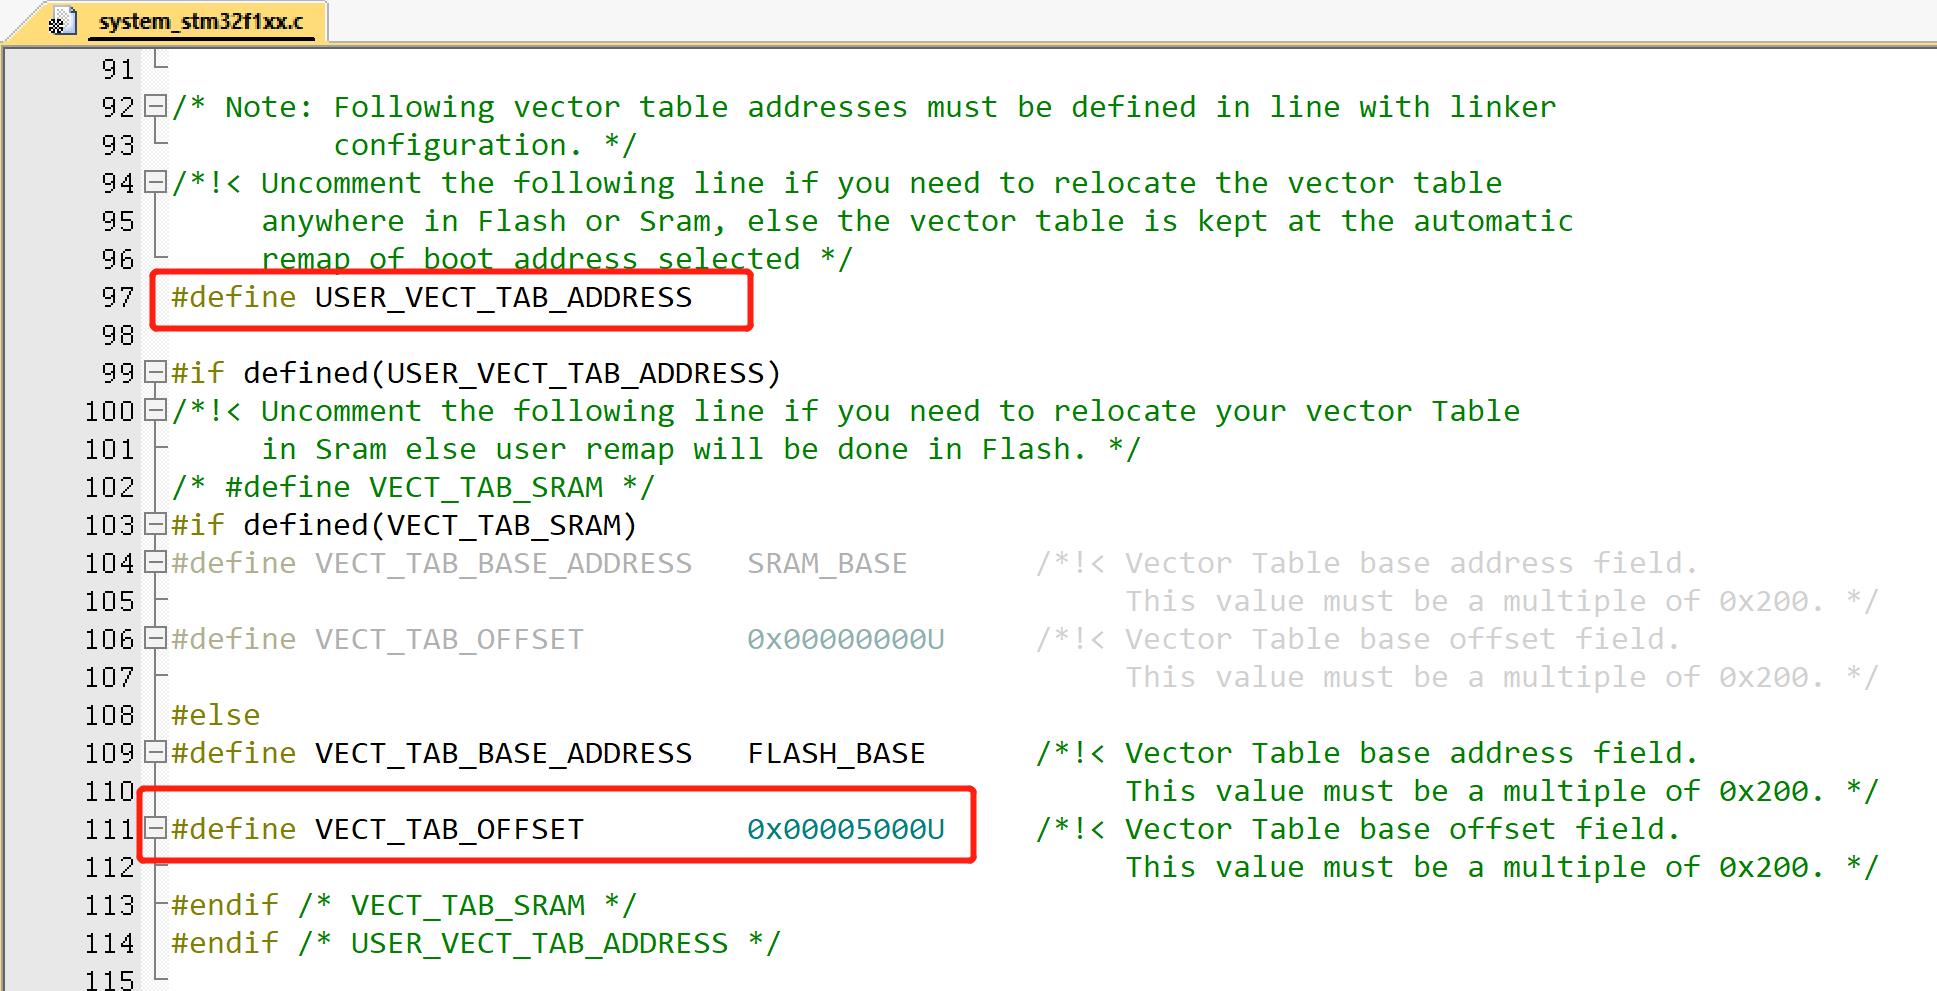 system_stm32f1xx.c
91
92 /* Note: Following vector table addresses must be defined in line with linker
93 configuration. */
94 /*!< Uncomment the following line if you need to relocate the vector table
95 anywhere in Flash or Sram, else the vector table is kept at the automatic
96 remap of boot address selected */
97 #define USER_VECT_TAB_ADDRESS
98
99 #if defined(USER_VECT_TAB_ADDRESS)
100 /*!< Uncomment the following line if you need to relocate your vector Table
101 in Sram else user remap will be done in Flash. */
102 /* #define VECT_TAB_SRAM */
103 #if defined(VECT_TAB_SRAM)
104 #define VECT_TAB_BASE_ADDRESS SRAM_BASE /*!< Vector Table base address field.
105 This value must be a multiple of 0x200. */
106 #define VECT_TAB_OFFSET 0x00000000U /*!< Vector Table base offset field.
107 This value must be a multiple of 0x200. */
108 #else
109 #define VECT_TAB_BASE_ADDRESS FLASH_BASE /*!< Vector Table base address field.
110 This value must be a multiple of 0x200. */
111 #define VECT_TAB_OFFSET 0x00005000U /*!< Vector Table base offset field.
112 This value must be a multiple of 0x200. */
113 #endif /* VECT_TAB_SRAM */
114 #endif /* USER_VECT_TAB_ADDRESS */
115